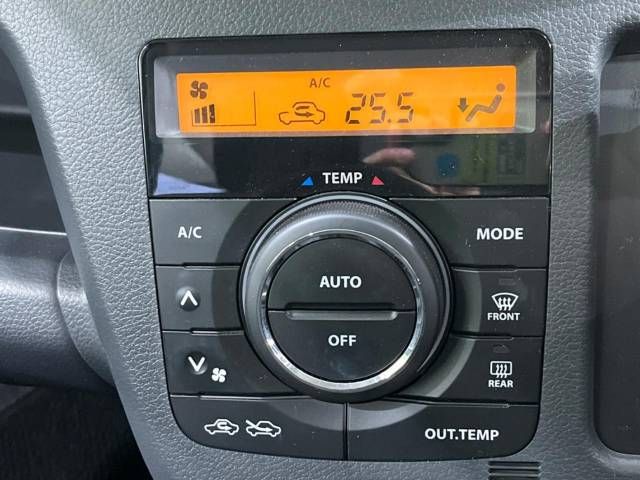 A/C
25.5
TEMP
A/C
MODE
AUTO
OFF
FRONT
REAR
OUT.TEMP